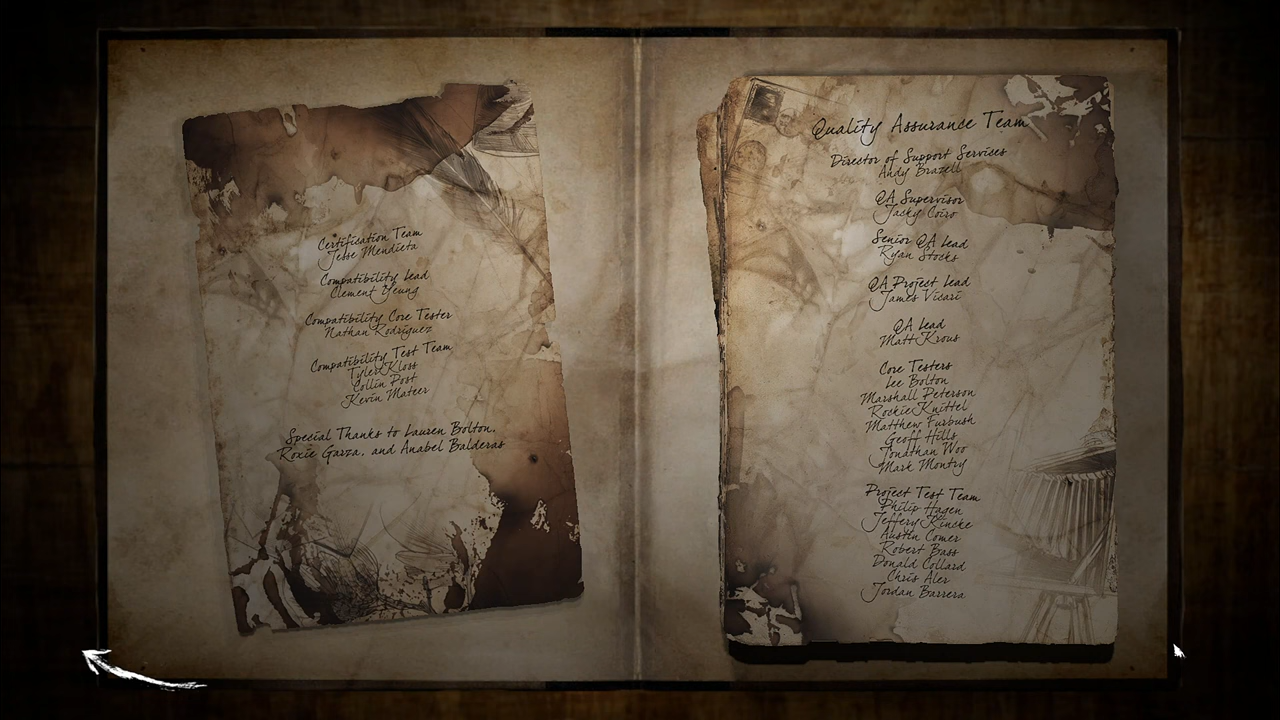 Certification Team
Jesse Mendieta
Compatibility Lead
Clement Yeung
Compatibility Core Tester
Nathan Rodriguez
Compatibility Test Team
Tyler Kloss
Collin Post
Kevin Mateer
Special Thanks to Lauren Bolton,
Roxie Garza, and Anabel Balderas
Quality Assurance Team
Director of Support Services
Andy Brazell
QA Supervisor
Jacky Coiro
Senior QA Lead
Ryan Stocks
QA Project Lead
James Vicari
QA Lead
Matt Krous
Core Testers
Lee Bolton
Marshall Peterson
Rockie Knittel
Matthew Furbush
Geoff Hills
Jonathan Woo
Mark Montry
Project Test Team
Philip Hagen
Jeffery Kincke
Austin Comer
Robert Bass
Donald Collard
Chris Aler
Jordan Barrera